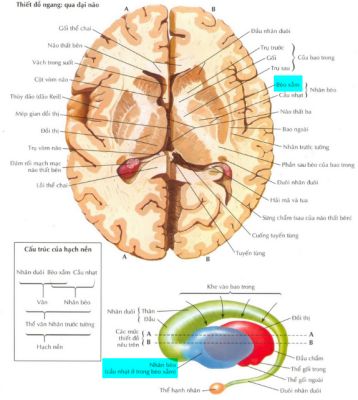 Thiết đồ ngang: qua đại não
A
B
Gối thể chai
Não thất bên
Vách trong suốt
Cột vòm não
Thùy đảo (đảo Reil)
Mép gian đồi thị
Đồi thị
Trụ vòm não
Đám rối mạch mạc
não thất bên
Lồi thể chai
Đầu nhân đuôi
Trụ trước
Gối
Trụ sau
Của bao trong
Bèo sẫm
Cầu nhạt
Nhân bèo
Não thất ba
Bao ngoài
Nhân trước tường
Phần sau bèo của bao trong
Đuôi nhân đuôi
Hải mã và tua
Sừng chẩm (sau của não thất bên)
Cuống tuyến tùng
Tuyến tùng
A
B
Cấu trúc của hạch nền
Nhân đuôi Bèo sẫm Cầu nhạt
Vân
Nhân bèo
Thể vân Nhân trước tường
Hạch nền
Khe vào bao trong
Nhân đuôi
Thân
Đầu
Đồi thị
Các mức
thiết đồ
nêu trên
A
B
A
B
Nhân bèo
(cầu nhạt ở trong bèo sẫm)
Đầu chẩm
Thể gối trong
Thể gối ngoài
Thể hạnh nhân
Đuôi nhân đuôi